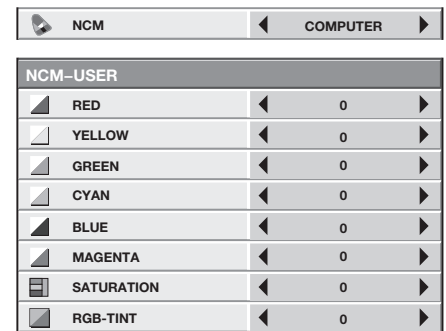 NCM COMPUTER
NCM–USER
RED 0
YELLOW 0
GREEN 0
CYAN 0
BLUE 0
MAGENTA 0
SATURATION 0
RGB-TINT 0